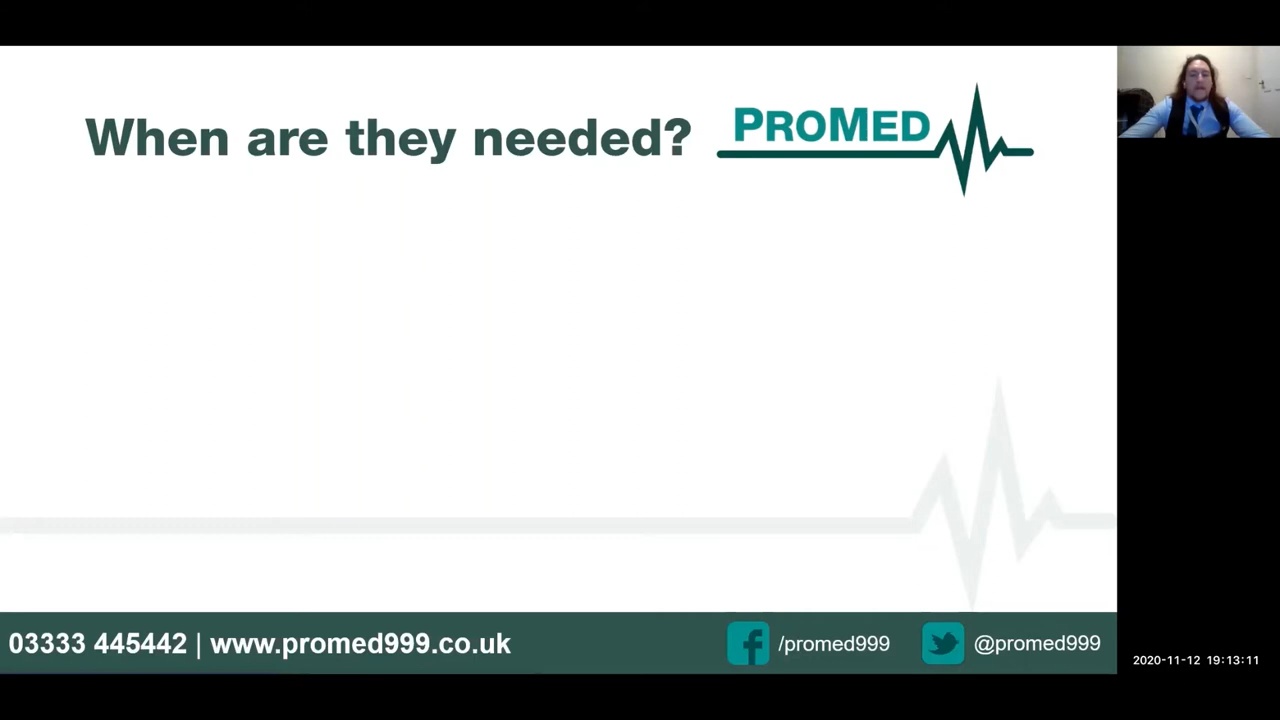 When are they needed?
PROMED
03333 445442 | www.promed999.co.uk
/promed999
@promed999
2020-11-12 19:13:11